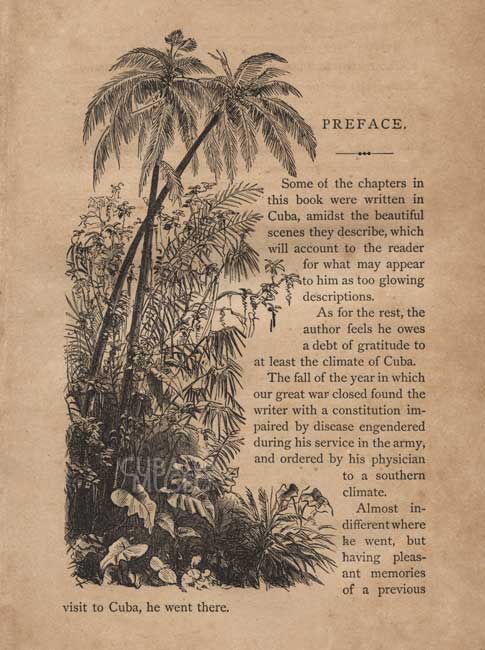 PREFACE.
Some of the chapters in
this book were written in
Cuba, amidst the beautiful
scenes they describe, which
will account to the reader
for what may appear
to him as too glowing
descriptions.
As for the rest, the
author feels he owes
a debt of gratitude to
at least the climate of Cuba.
The fall of the year in which
our great war closed found the
writer with a constitution im-
paired by disease engendered
during his service in the army,
and ordered by his physician
to a southern
climate.
Almost in-
different where
he went, but
having pleas-
ant memories
of a previous
visit to Cuba, he went there.